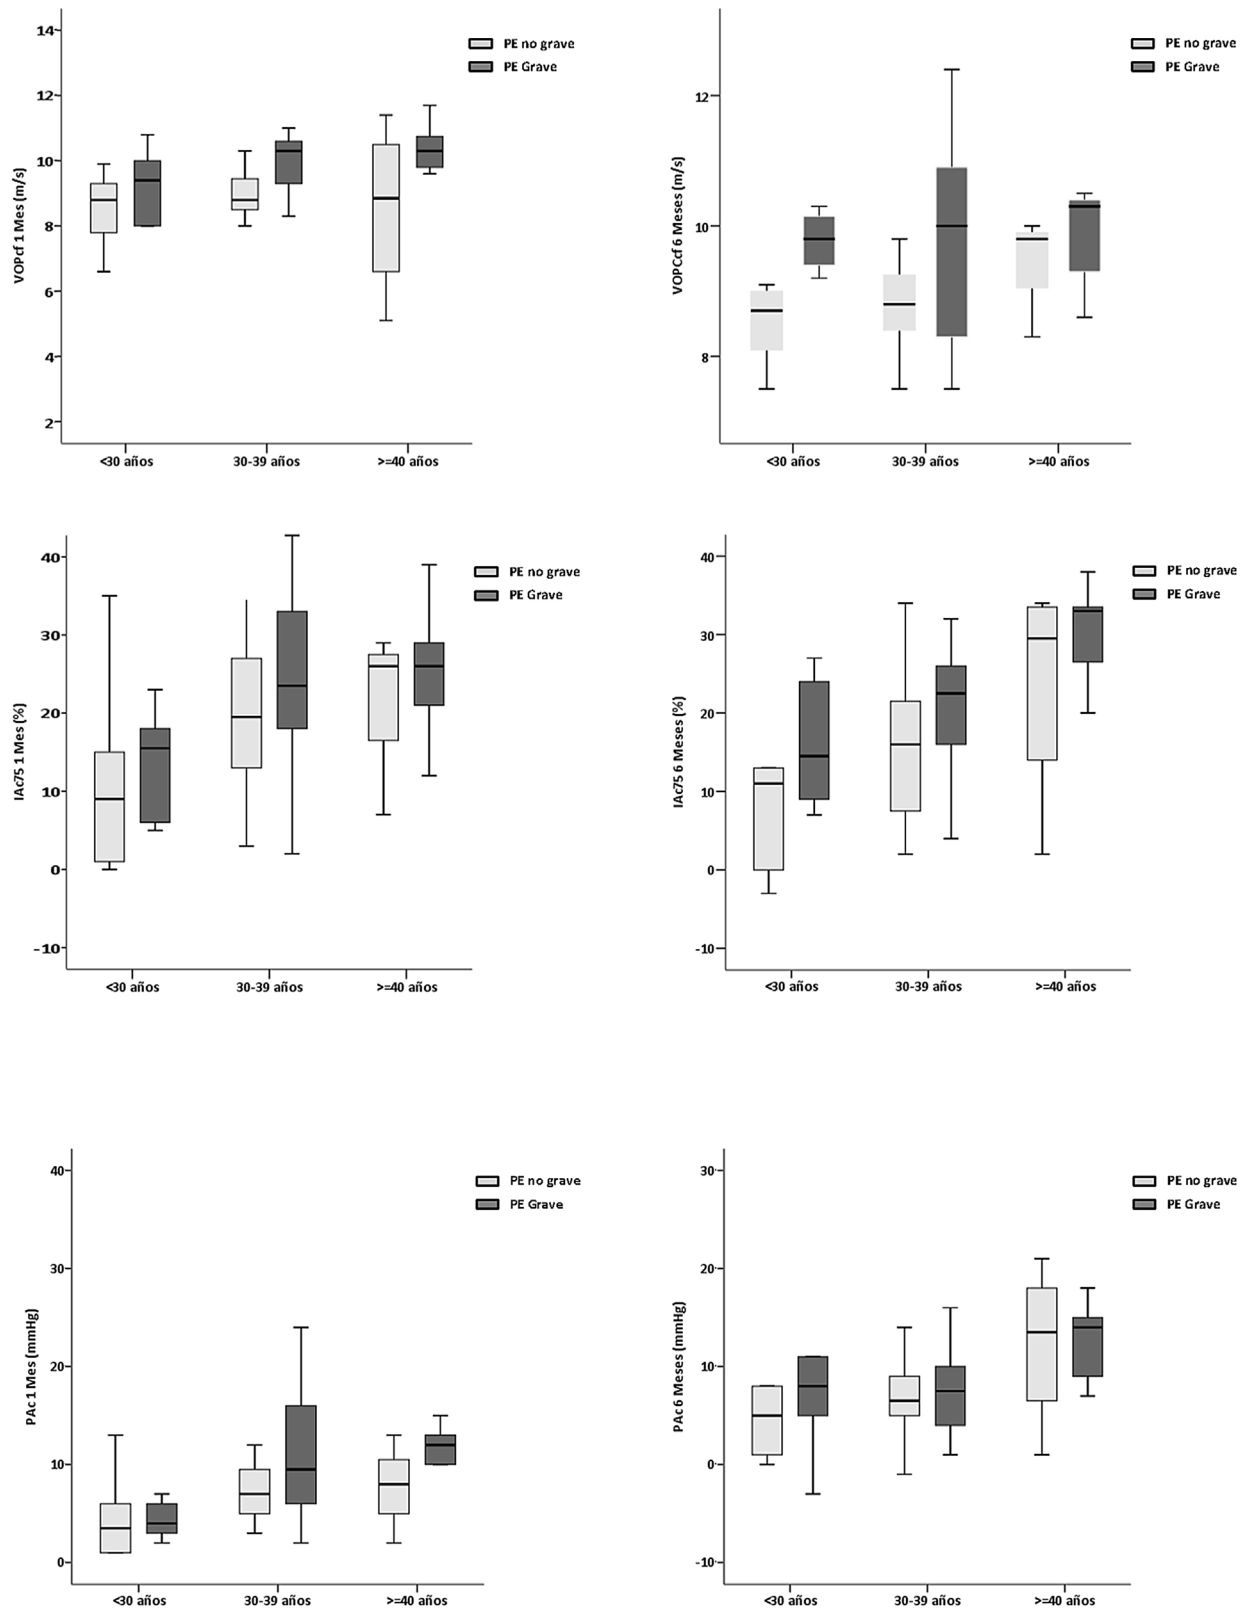 14
12
10
8
6
4
2
VOPcf 1 Mes (m/s)
PE no grave
PE Grave
<30 años
30-39 años
>=40 años
12
10
8
VOPCcf 6 Meses (m/s)
PE no grave
PE Grave
<30 años
30-39 años
>=40 años
40
30
20
10
0
-10
IAc75 1 Mes (%)
PE no grave
PE Grave
<30 años
30-39 años
>=40 años
40
30
20
10
0
-10
IAc75 6 Meses (%)
PE no grave
PE Grave
<30 años
30-39 años
>=40 años
40
30
20
10
0
PAc 1 Mes (mmHg)
PE no grave
PE Grave
<30 años
30-39 años
>=40 años
30
20
10
0
-10
PAc 6 Meses (mmHg)
PE no grave
PE Grave
<30 años
30-39 años
>=40 años